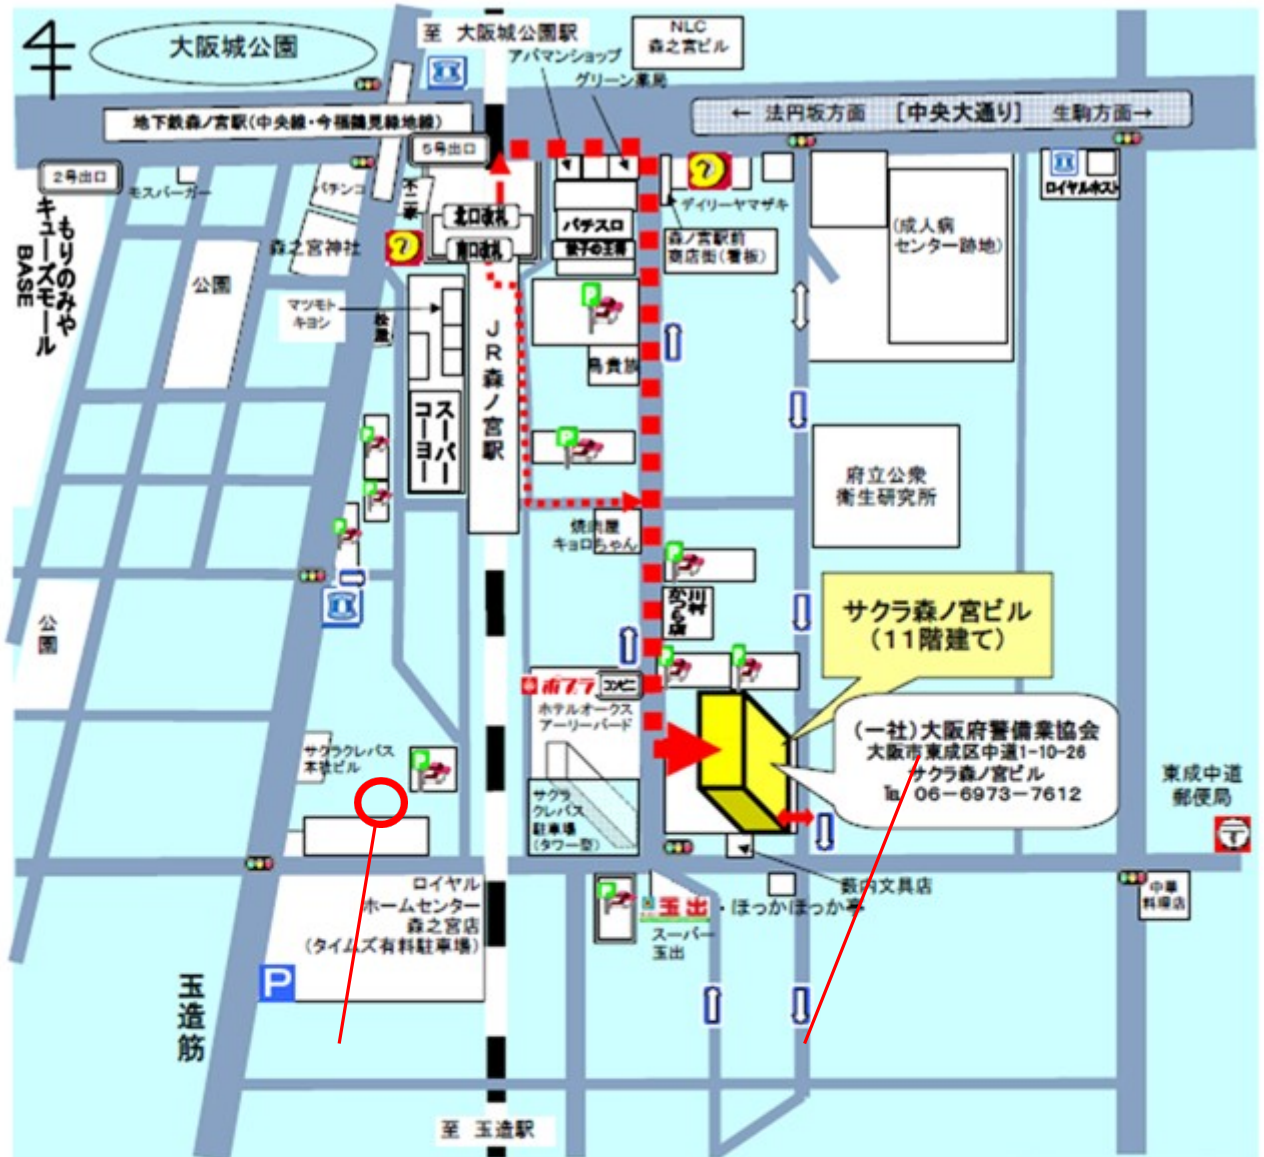 至 大阪城公園駅
NLC
森之宮ビル
大阪城公園
アパマンショップ
グリーン薬局
← 法円坂方面 [中央大通り] 生駒方面→
地下鉄森ノ宮駅(中央線・今福鶴見緑地線)
5号出口
2号出口
モスバーガー
パチンコ
不二家
北口改札
南口改札
パチスロ
餃子の王将
デイリーヤマザキ
ロイヤルホスト
森ノ宮駅前
商店街(看板)
(成人病
センター跡地)
もりのみや
キューズモール
BASE
森之宮神社
公園
マツモト
キヨシ
松屋
JR森ノ宮駅
鳥貴族
スーパー
コーヨー
府立公衆
衛生研究所
焼肉屋
キョロちゃん
川村
かつら店
サクラ森ノ宮ビル
(11階建て)
公園
ポプラ
コンビニ
ホテルオークス
アーリーバード
(一社)大阪府警備業協会
大阪市東成区中道1-10-26
サクラ森ノ宮ビル
℡ 06-6973-7612
サクラクレパス
本社ビル
サクラ
クレパス
駐車場
(タワー型)
東成中道
郵便局
藪内文具店
中華
料理店
ロイヤル
ホームセンター
森之宮店
(タイムズ有料駐車場)
P
玉出
・ほっかほっか亭
スーパー
玉出
玉造筋
至 玉造駅